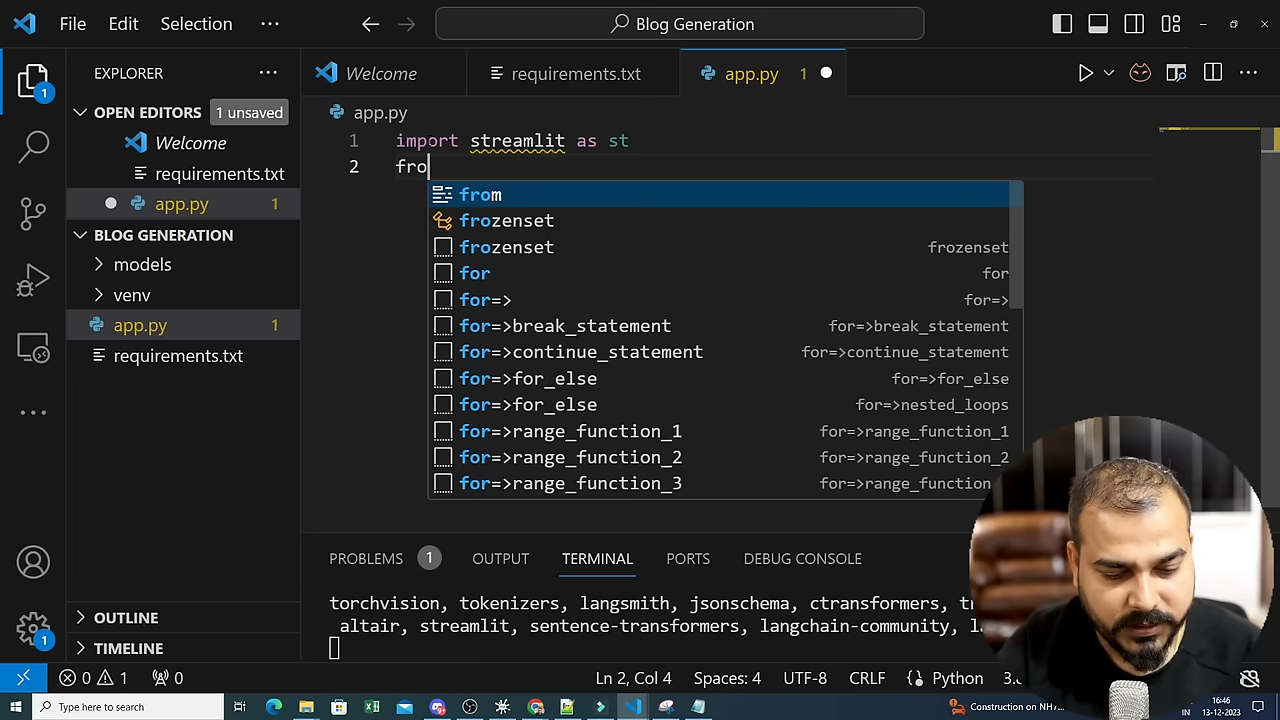 File Edit Selection ··· Blog Generation
EXPLORER ···
OPEN EDITORS 1 unsaved
Welcome
requirements.txt
app.py 1
BLOG GENERATION
models
venv
app.py 1
requirements.txt
OUTLINE
TIMELINE
1
1
Welcome requirements.txt app.py 1
app.py
1 import streamlit as st
2 fro
from
frozenset
frozenset frozenset
for for
for=> for=>
for=>break_statement for=>break_statement
for=>continue_statement for=>continue_statement
for=>for_else for=>for_else
for=>for_else for=>nested_loops
for=>range_function_1 for=>range_function_1
for=>range_function_2 for=>range_function_2
for=>range_function_3 for=>range_function
PROBLEMS 1 OUTPUT TERMINAL PORTS DEBUG CONSOLE
torchvision, tokenizers, langsmith, jsonschema, ctransformers,
altair, streamlit, sentence-transformers, langchain-community,
0 1 0 Ln 2, Col 4 Spaces: 4 UTF-8 CRLF Python
Type here to search Construction on NH7... 16:46
IN 13-12-2023